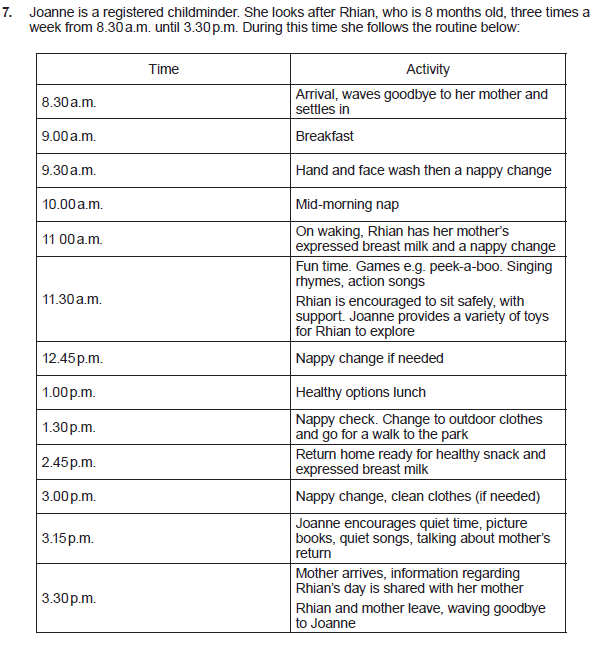 7. Joanne is a registered childminder. She looks after Rhian, who is 8 months old, three times a
week from 8.30 a.m. until 3.30 p.m. During this time she follows the routine below:
Time Activity
8.30 a.m. Arrival, waves goodbye to her mother and
settles in
9.00 a.m. Breakfast
9.30 a.m. Hand and face wash then a nappy change
10.00 a.m. Mid-morning nap
11 00 a.m. On waking, Rhian has her mother's
expressed breast milk and a nappy change
11.30 a.m. Fun time. Games e.g. peek-a-boo. Singing
rhymes, action songs
Rhian is encouraged to sit safely, with
support. Joanne provides a variety of toys
for Rhian to explore
12.45 p.m. Nappy change if needed
1.00 p.m. Healthy options lunch
1.30 p.m. Nappy check. Change to outdoor clothes
and go for a walk to the park
2.45 p.m. Return home ready for healthy snack and
expressed breast milk
3.00 p.m. Nappy change, clean clothes (if needed)
3.15 p.m. Joanne encourages quiet time, picture
books, quiet songs, talking about mother's
return
3.30 p.m. Mother arrives, information regarding
Rhian's day is shared with her mother
Rhian and mother leave, waving goodbye
to Joanne